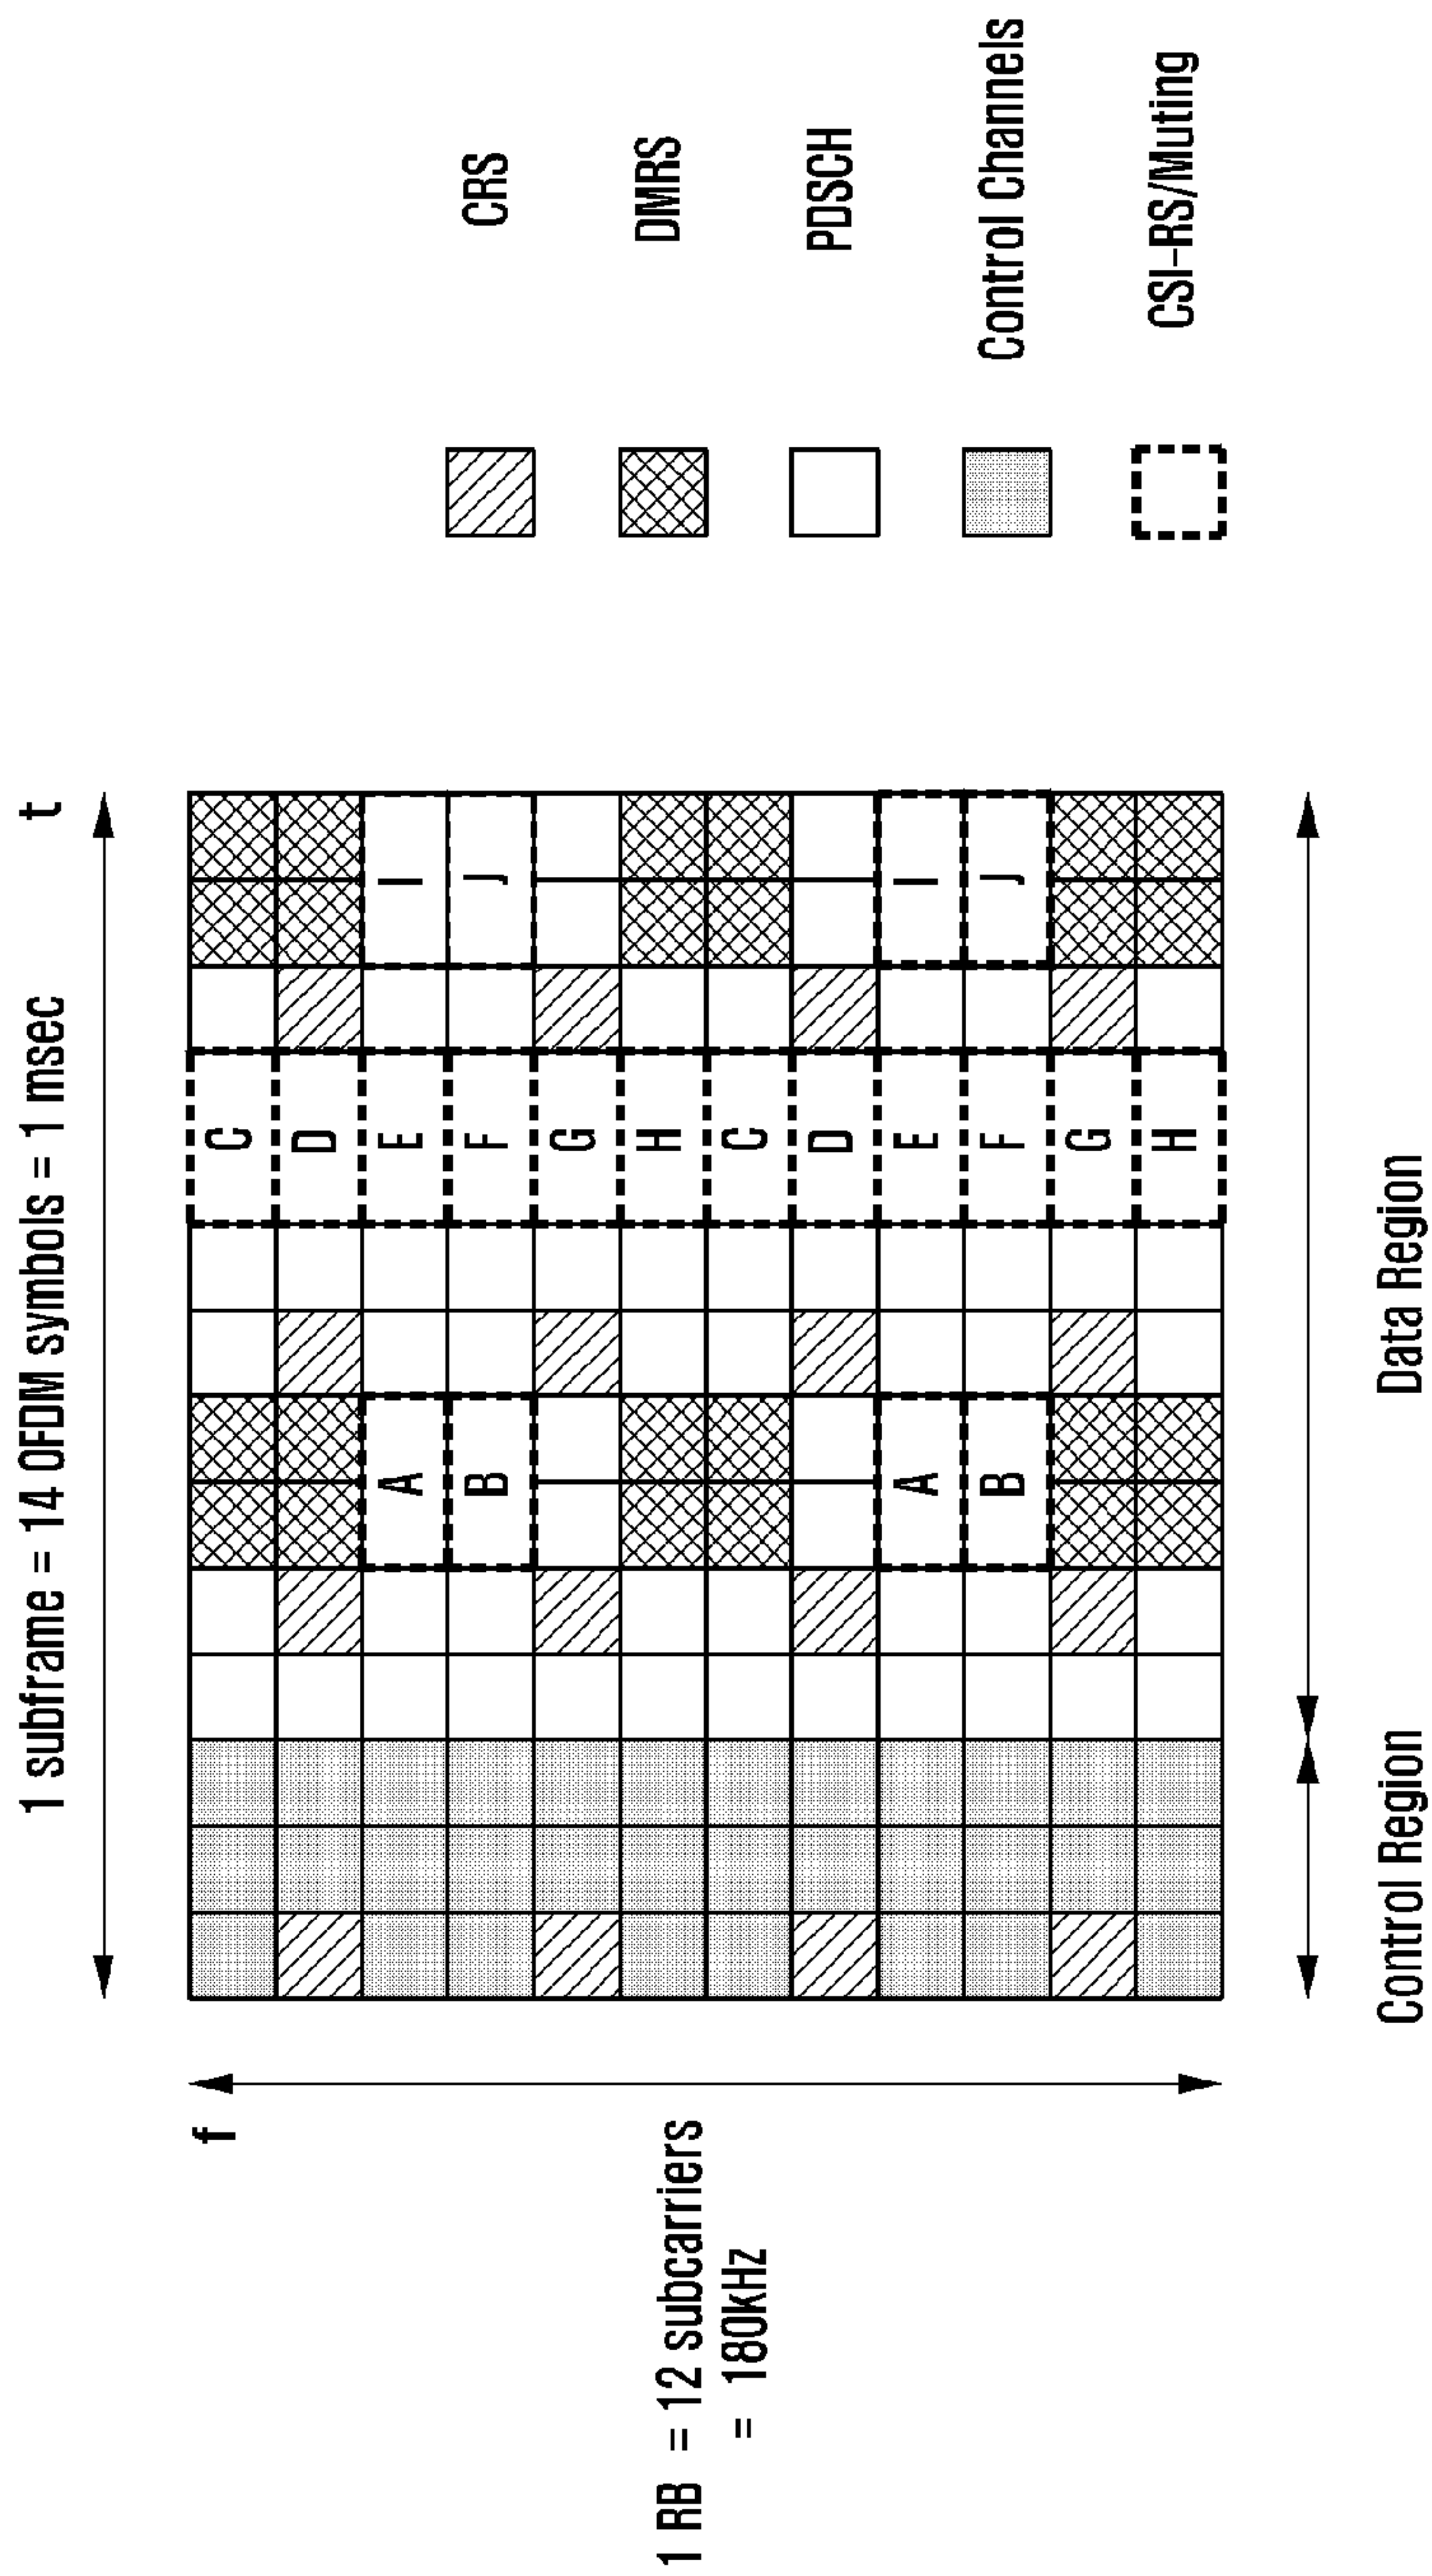 1 subframe = 14 OFDM symbols = 1 msec
t
f
1 RB = 12 subcarriers
= 180kHz
C
D
A E I
B F J
G
H
C
D
A E I
B F J
G
H
Control Region
Data Region
CRS
DMRS
PDSCH
Control Channels
CSI-RS/Muting